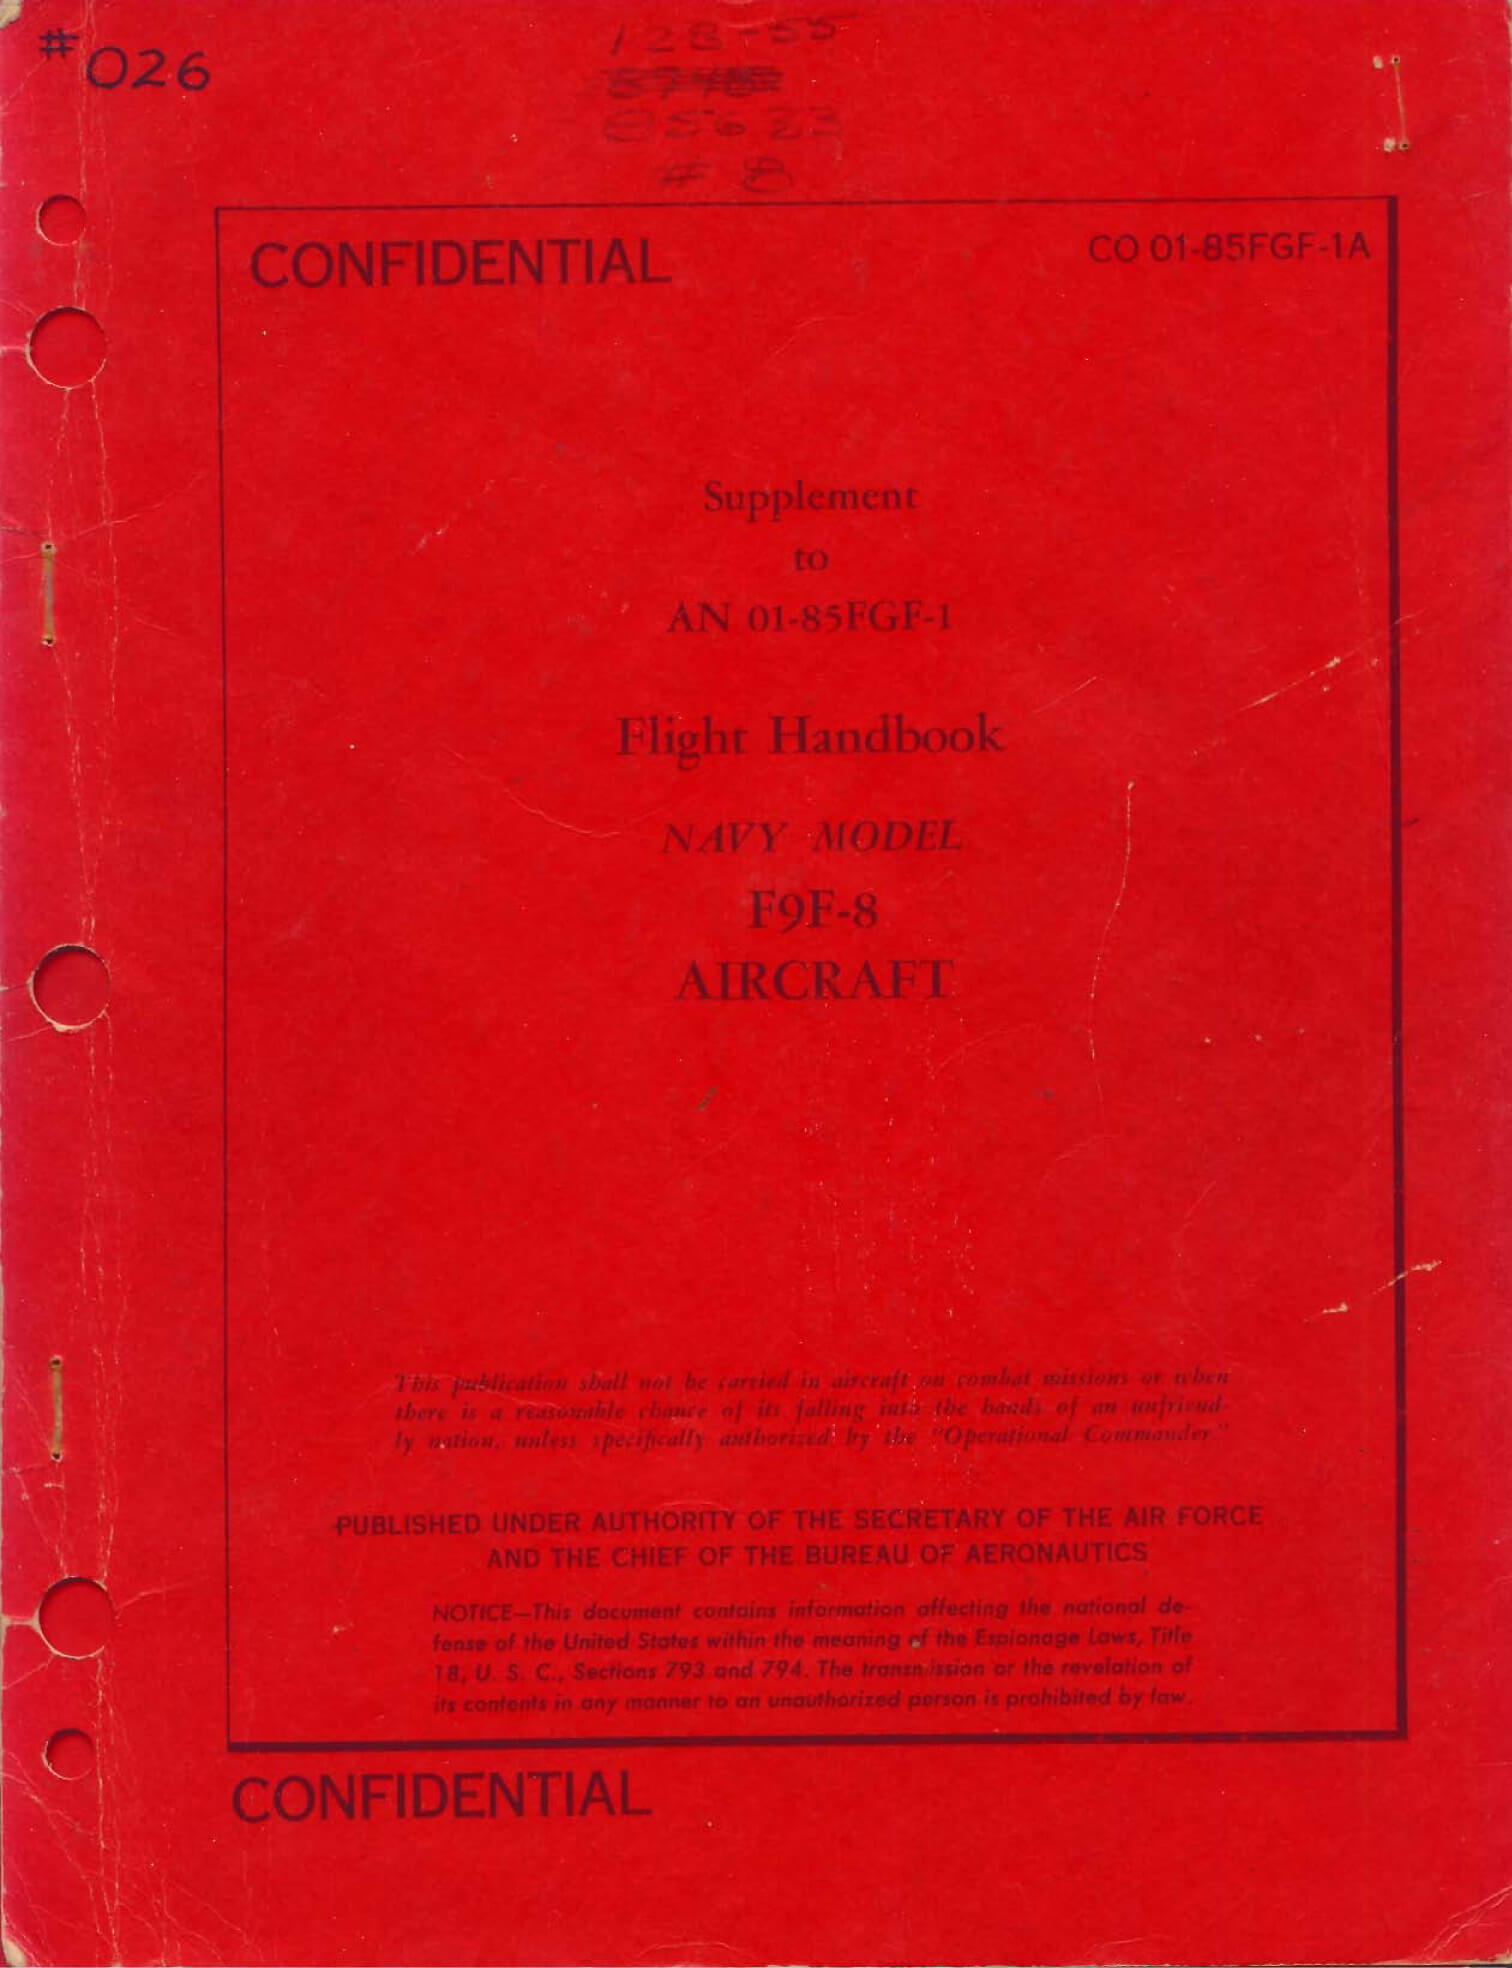 #026
128-55
05623
# 8
CONFIDENTIAL
CO 01-85FGF-1A
Supplement
to
AN 01-85FGF-1
Flight Handbook
NAVY MODEL
F9F-8
AIRCRAFT
This publication shall not be carried in aircraft on combat missions or when
there is a reasonable chance of its falling into the hands of an unfriend-
ly nation, unless specifically authorized by the "Operational Commander."
PUBLISHED UNDER AUTHORITY OF THE SECRETARY OF THE AIR FORCE
AND THE CHIEF OF THE BUREAU OF AERONAUTICS
NOTICE—This document contains information affecting the national de-
fense of the United States within the meaning of the Espionage Laws, Title
18, U. S. C., Sections 793 and 794. The transmission or the revelation of
its contents in any manner to an unauthorized person is prohibited by law.
CONFIDENTIAL